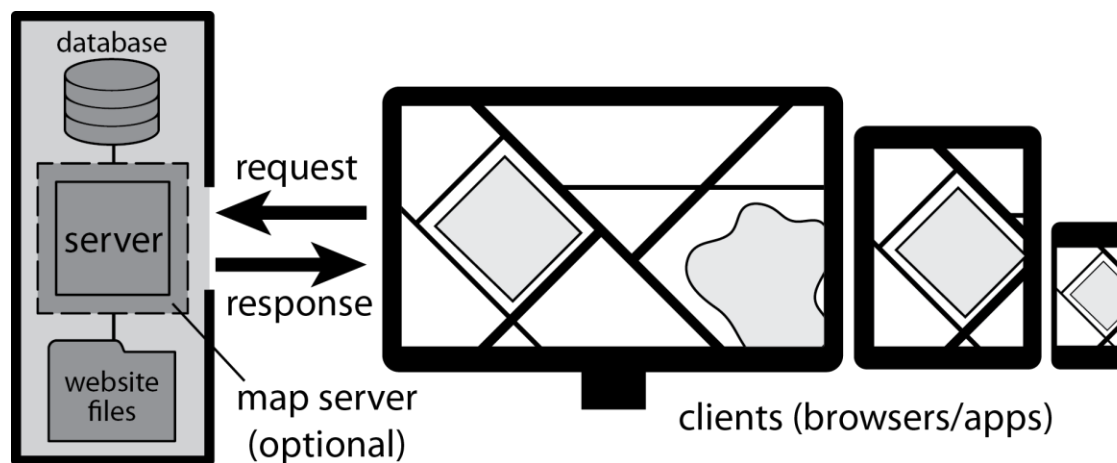 database
server
website
files
request
response
map server
(optional)
clients (browsers/apps)